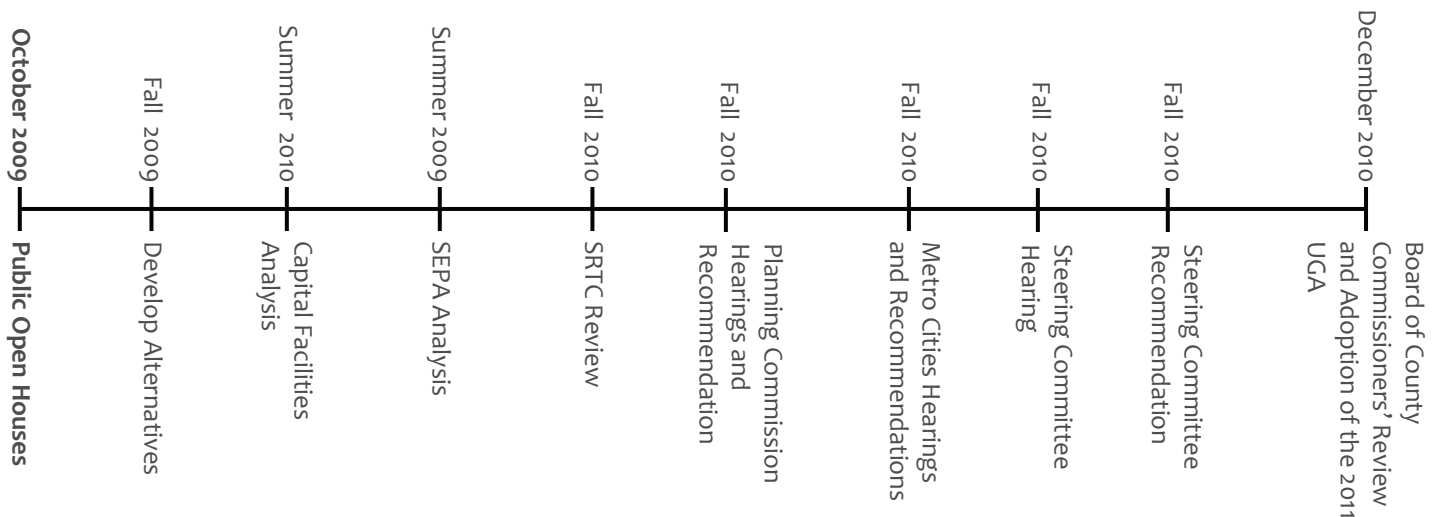 December 2010
Board of County
Commissioners’ Review
and Adoption of the 2011
UGA
Fall 2010
Steering Committee
Recommendation
Fall 2010
Steering Committee
Hearing
Fall 2010
Metro Cities Hearings
and Recommendations
Fall 2010
Planning Commission
Hearings and
Recommendation
Fall 2010
SRTC Review
Summer 2009
SEPA Analysis
Summer 2010
Capital Facilities
Analysis
Fall 2009
Develop Alternatives
October 2009
Public Open Houses